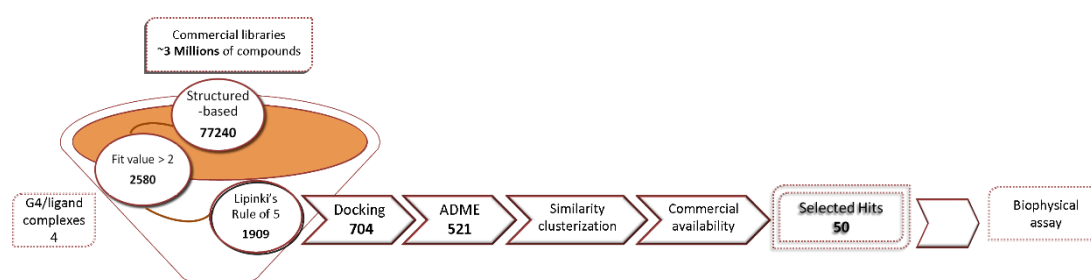 Commercial libraries
~3 Millions of compounds
Structured
-based
77240
Fit value > 2
2580
G4/ligand
complexes
4
Lipinki's
Rule of 5
1909
Docking
704
ADME
521
Similarity
clusterization
Commercial
availability
Selected Hits
50
Biophysical
assay